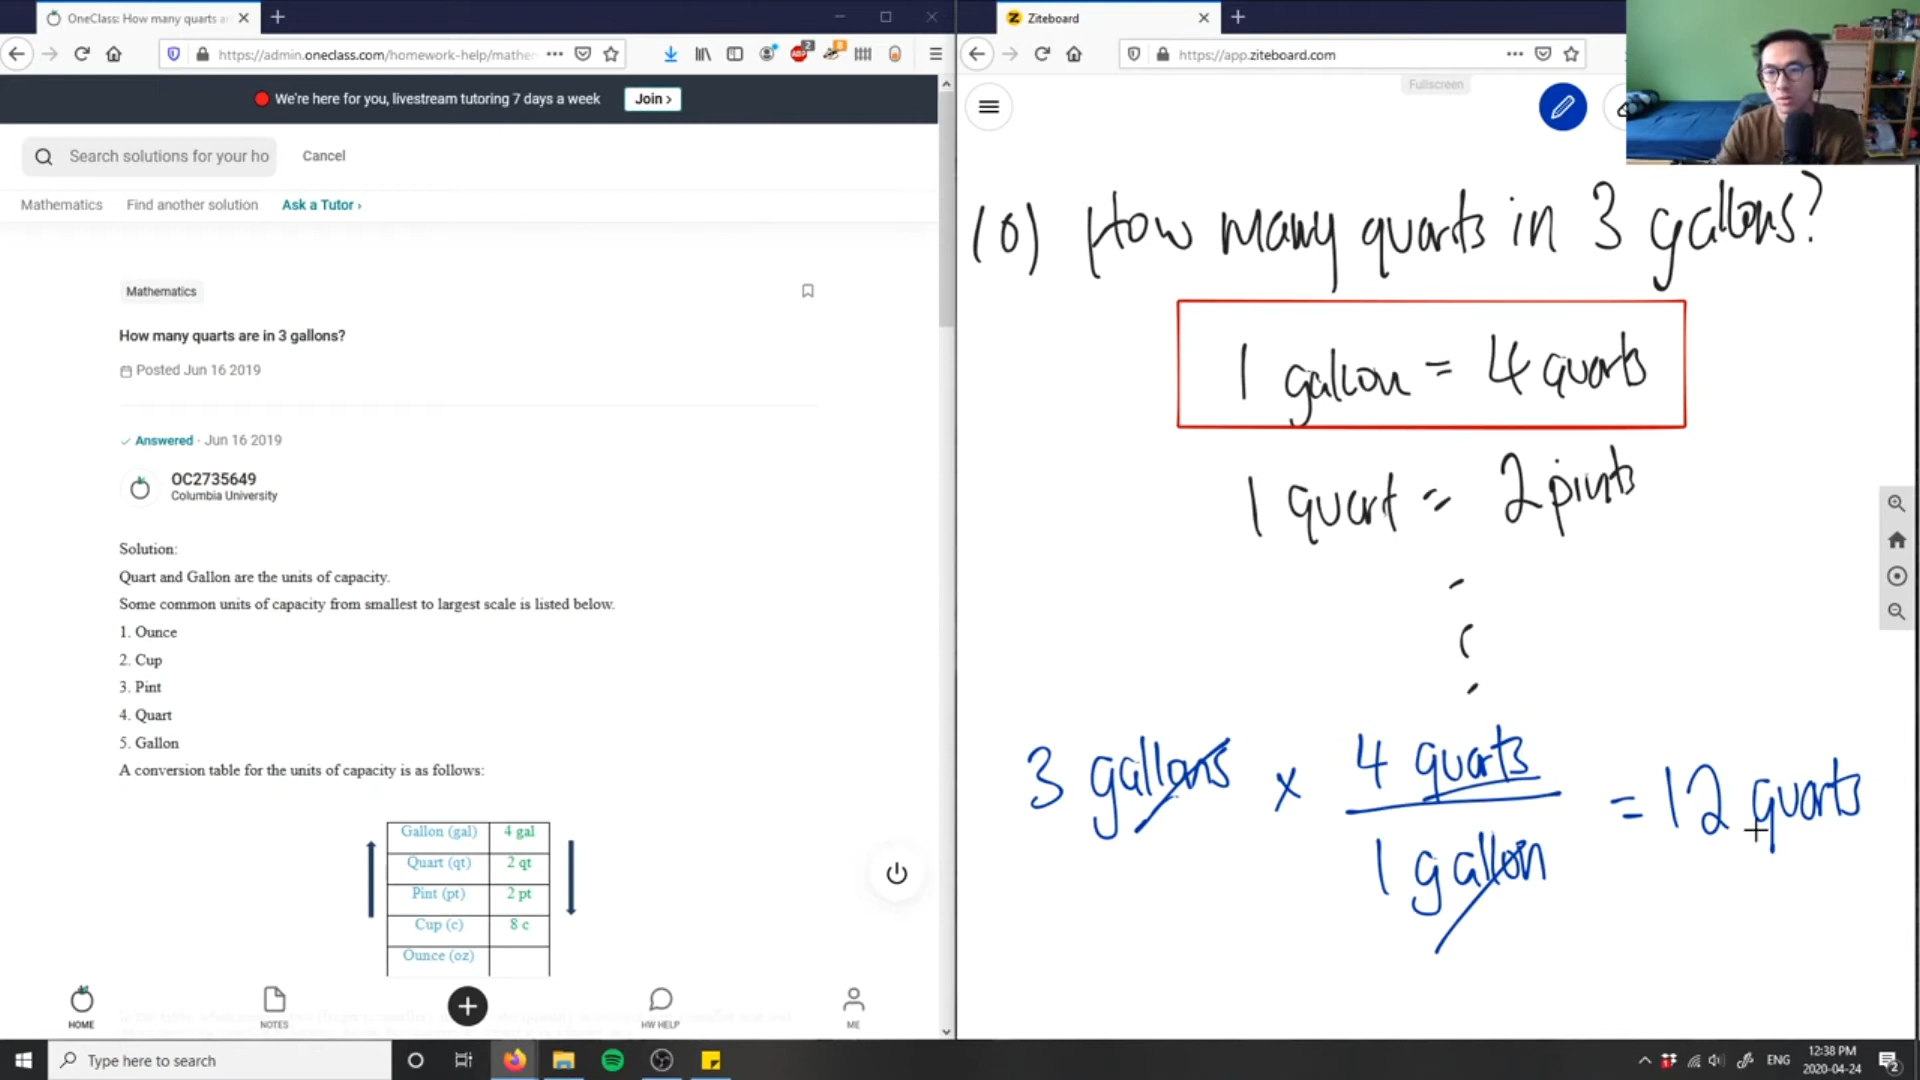 OneClass: How many quarts a
Ziteboard
https://admin.oneclass.com/homework-help/mathe
2
8
https://app.ziteboard.com
We're here for you, livestream tutoring 7 days a week
Join ›
Fullscreen
Search solutions for your ho
Cancel
Mathematics
Find another solution
Ask a Tutor ›
Mathematics
How many quarts are in 3 gallons?
Posted Jun 16 2019
Answered · Jun 16 2019
OC2735649
Columbia University
Solution:
Quart and Gallon are the units of capacity.
Some common units of capacity from smallest to largest scale is listed below.
1. Ounce
2. Cup
3. Pint
4. Quart
5. Gallon
A conversion table for the units of capacity is as follows:
Gallon (gal) 4 gal
Quart (qt) 2 qt
Pint (pt) 2 pt
Cup (c) 8 c
Ounce (oz)
HOME
NOTES
HW HELP
ME
(0) How many quarts in 3 gallons?
1 gallon = 4 quarts
1 quart = 2 pints
3 gallons x 4 quarts / 1 gallon = 12 quarts
Type here to search
ENG
12:38 PM
2020-04-24
2